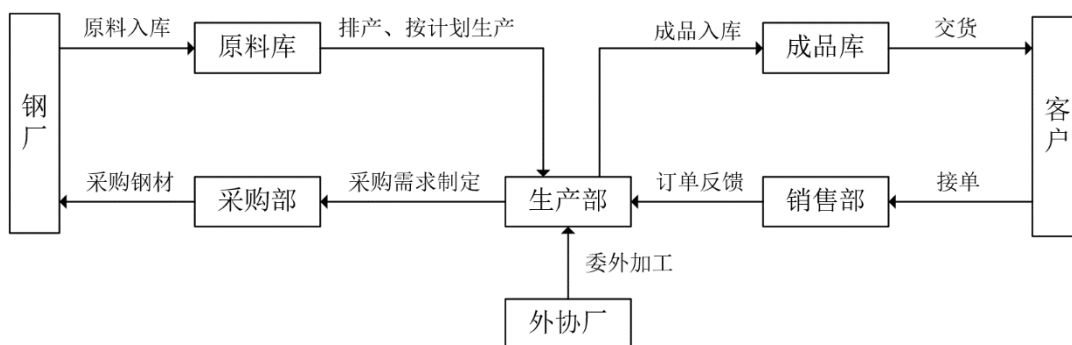 原料入库
原料库
排产、按计划生产
成品入库
成品库
交货
钢厂
客户
采购钢材
采购部
采购需求制定
生产部
订单反馈
销售部
接单
委外加工
外协厂